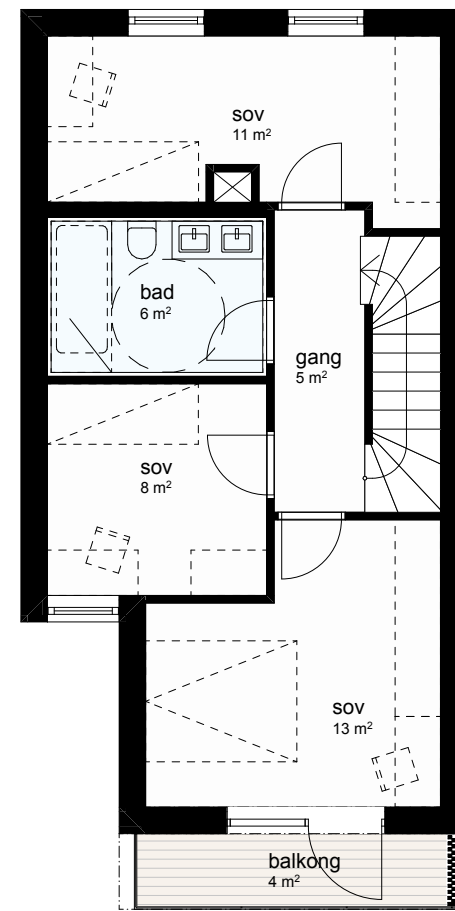 sov
11 m²
bad
6 m²
gang
5 m²
sov
8 m²
sov
13 m²
balkong
4 m²